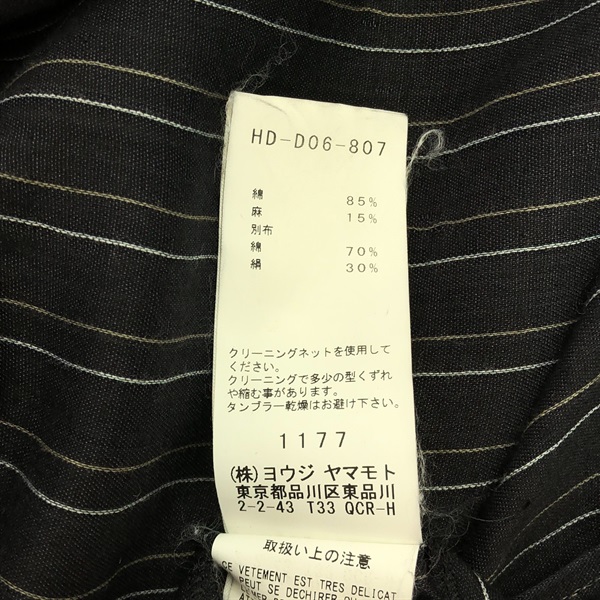 HD-D06-807
綿 85%
麻 15%
別布
綿 70%
絹 30%
クリーニングネットを使用して
ください。
クリーニングで多少の型くずれ
や縮む事があります。
タンブラー乾燥はお避け下さい。
1177
(株)ヨウジ ヤマモト
東京都品川区東品川
2-2-43 T33 QCR-H
取扱い上の注意
CE VETEMENT EST TRES DELICAT
PEUT SE DECHIRER